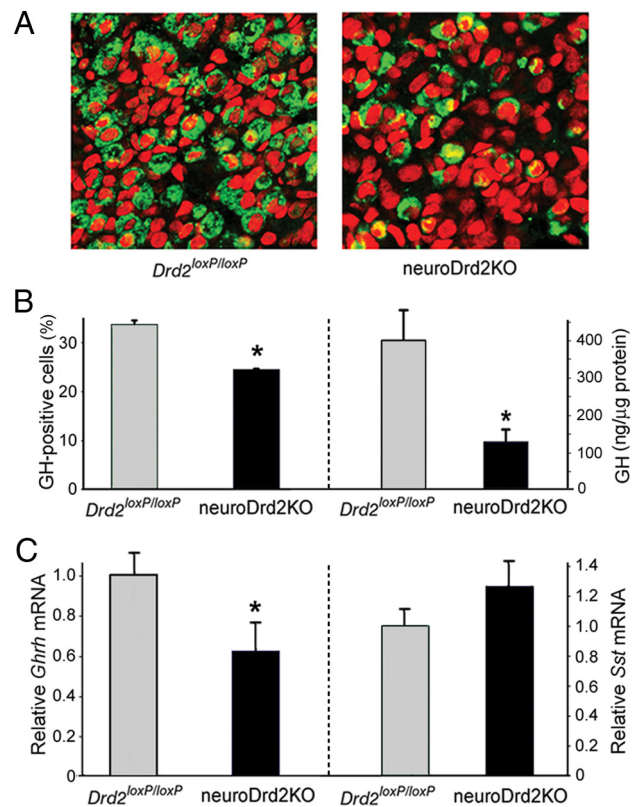 A
Drd2loxP/loxP
neuroDrd2KO
B
GH-positive cells (%)
30
20
10
0
*
*
400
300
200
100
0
GH (ng/µg protein)
Drd2loxP/loxP
neuroDrd2KO
Drd2loxP/loxP
neuroDrd2KO
C
Relative Ghrh mRNA
1.0
0.8
0.6
0.4
0.2
0
*
1.4
1.2
1.0
0.8
0.6
0.4
0.2
0
Relative Sst mRNA
Drd2loxP/loxP
neuroDrd2KO
Drd2loxP/loxP
neuroDrd2KO